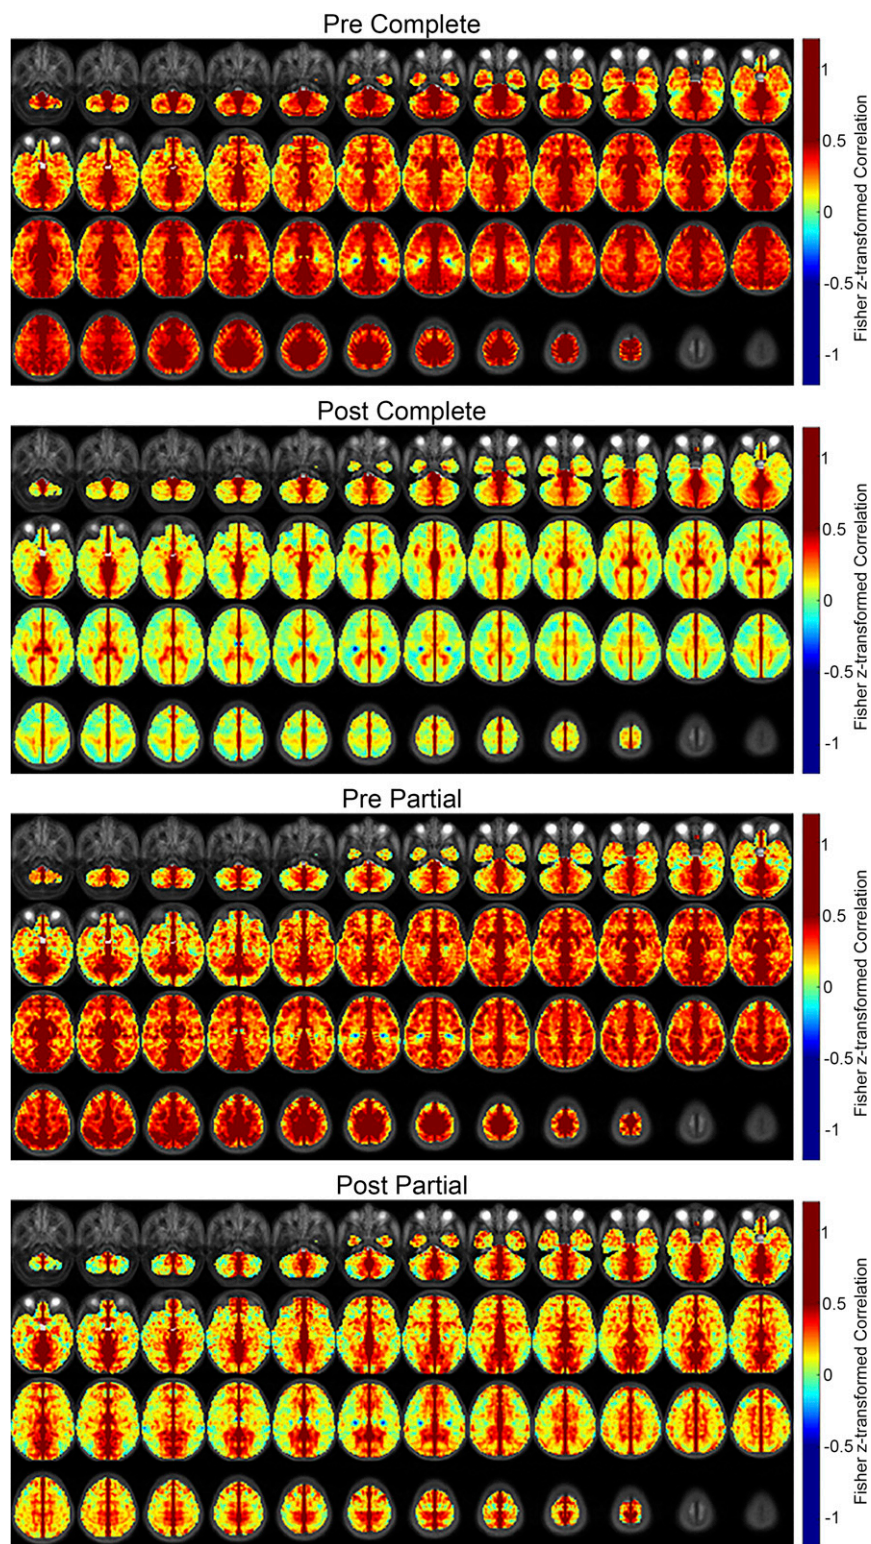 Pre Complete
1
0.5
0
-0.5
-1
Fisher z-transformed Correlation
Post Complete
1
0.5
0
-0.5
-1
Fisher z-transformed Correlation
Pre Partial
1
0.5
0
-0.5
-1
Fisher z-transformed Correlation
Post Partial
1
0.5
0
-0.5
-1
Fisher z-transformed Correlation